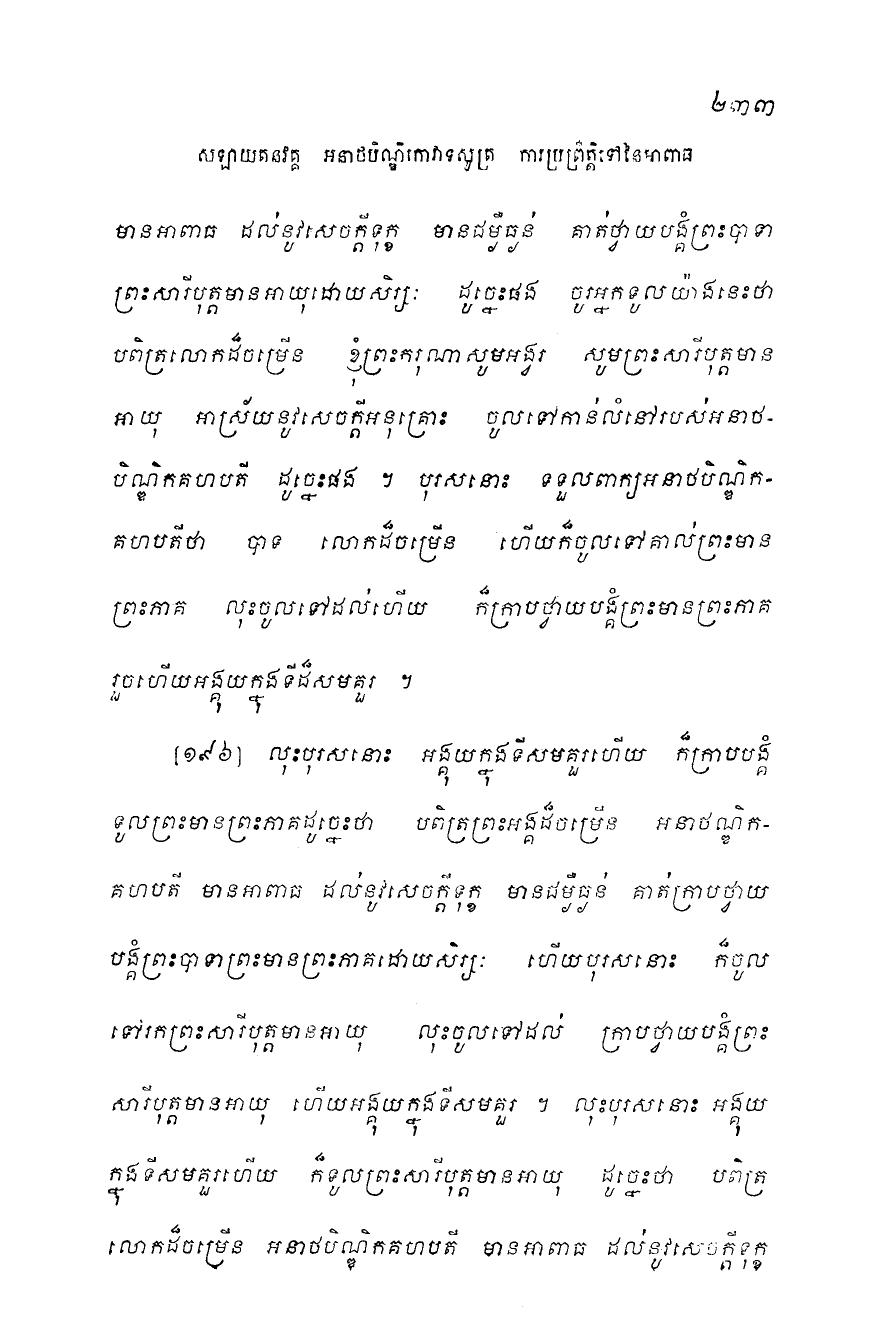 ២៣៣
សឡាយតនវគ្គ អនាថបិណ្ឌិកោវាទសូត្រ ការប្រព្រឹត្តិទៅនៃអាពាធ
មានអាពាធ ដល់នូវសេចក្តីទុក្ខ មានជម្ងឺធ្ងន់ គាត់ថ្វាយបង្គំព្រះបាទា
ព្រះសារីបុត្តមានអាយុដោយសិរ្សៈ ដូច្នេះផង ចូរអ្នកទូលយ៉ាងនេះថា
បពិត្រលោកដ៏ចម្រើន ខ្ញុំព្រះករុណាសូមអង្វរ សូមព្រះសារីបុត្តមាន
អាយុ អាស្រ័យនូវសេចក្តីអនុគ្រោះ ចូលទៅកាន់លំនៅរបស់អនាថ-
បិណ្ឌិកគហបតី ដូច្នេះផង ។ បុរសនោះ ទទួលពាក្យអនាថបិណ្ឌិក-
គហបតីថា បាទ លោកដ៏ចម្រើន ហើយក៏ចូលទៅគាល់ព្រះមាន
ព្រះភាគ លុះចូលទៅដល់ហើយ ក៏ក្រាបថ្វាយបង្គំព្រះមានព្រះភាគ
រួចហើយអង្គុយក្នុងទីដ៏សមគួរ ។
[១៩៦] លុះបុរសនោះ អង្គុយក្នុងទីសមគួរហើយ ក៏ក្រាបបង្គំ
ទូលព្រះមានព្រះភាគដូច្នេះថា បពិត្រព្រះអង្គដ៏ចម្រើន អនាថណ្ឌិក-
គហបតី មានអាពាធ ដល់នូវសេចក្តីទុក្ខ មានជម្ងឺធ្ងន់ គាត់ក្រាបថ្វាយ
បង្គំព្រះបាទាព្រះមានព្រះភាគដោយសិរ្សៈ ហើយបុរសនោះ ក៏ចូល
ទៅរកព្រះសារីបុត្តមានអាយុ លុះចូលទៅដល់ ក្រាបថ្វាយបង្គំព្រះ
សារីបុត្តមានអាយុ ហើយអង្គុយក្នុងទីសមគួរ ។ លុះបុរសនោះ អង្គុយ
ក្នុងទីសមគួរហើយ ក៏ទូលព្រះសារីបុត្តមានអាយុ ដូច្នេះថា បពិត្រ
លោកដ៏ចម្រើន អនាថបិណ្ឌិកគហបតី មានអាពាធ ដល់នូវសេចក្តីទុក្ខ